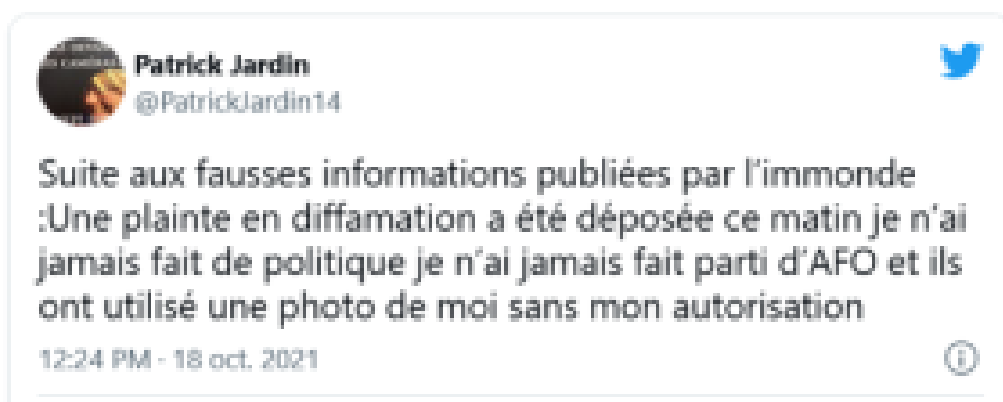 Patrick Jardin
@PatrickJardin14
Suite aux fausses informations publiées par l'immonde
:Une plainte en diffamation a été déposée ce matin je n'ai
jamais fait de politique je n'ai jamais fait parti d'AFO et ils
ont utilisé une photo de moi sans mon autorisation
12:24 PM · 18 oct. 2021